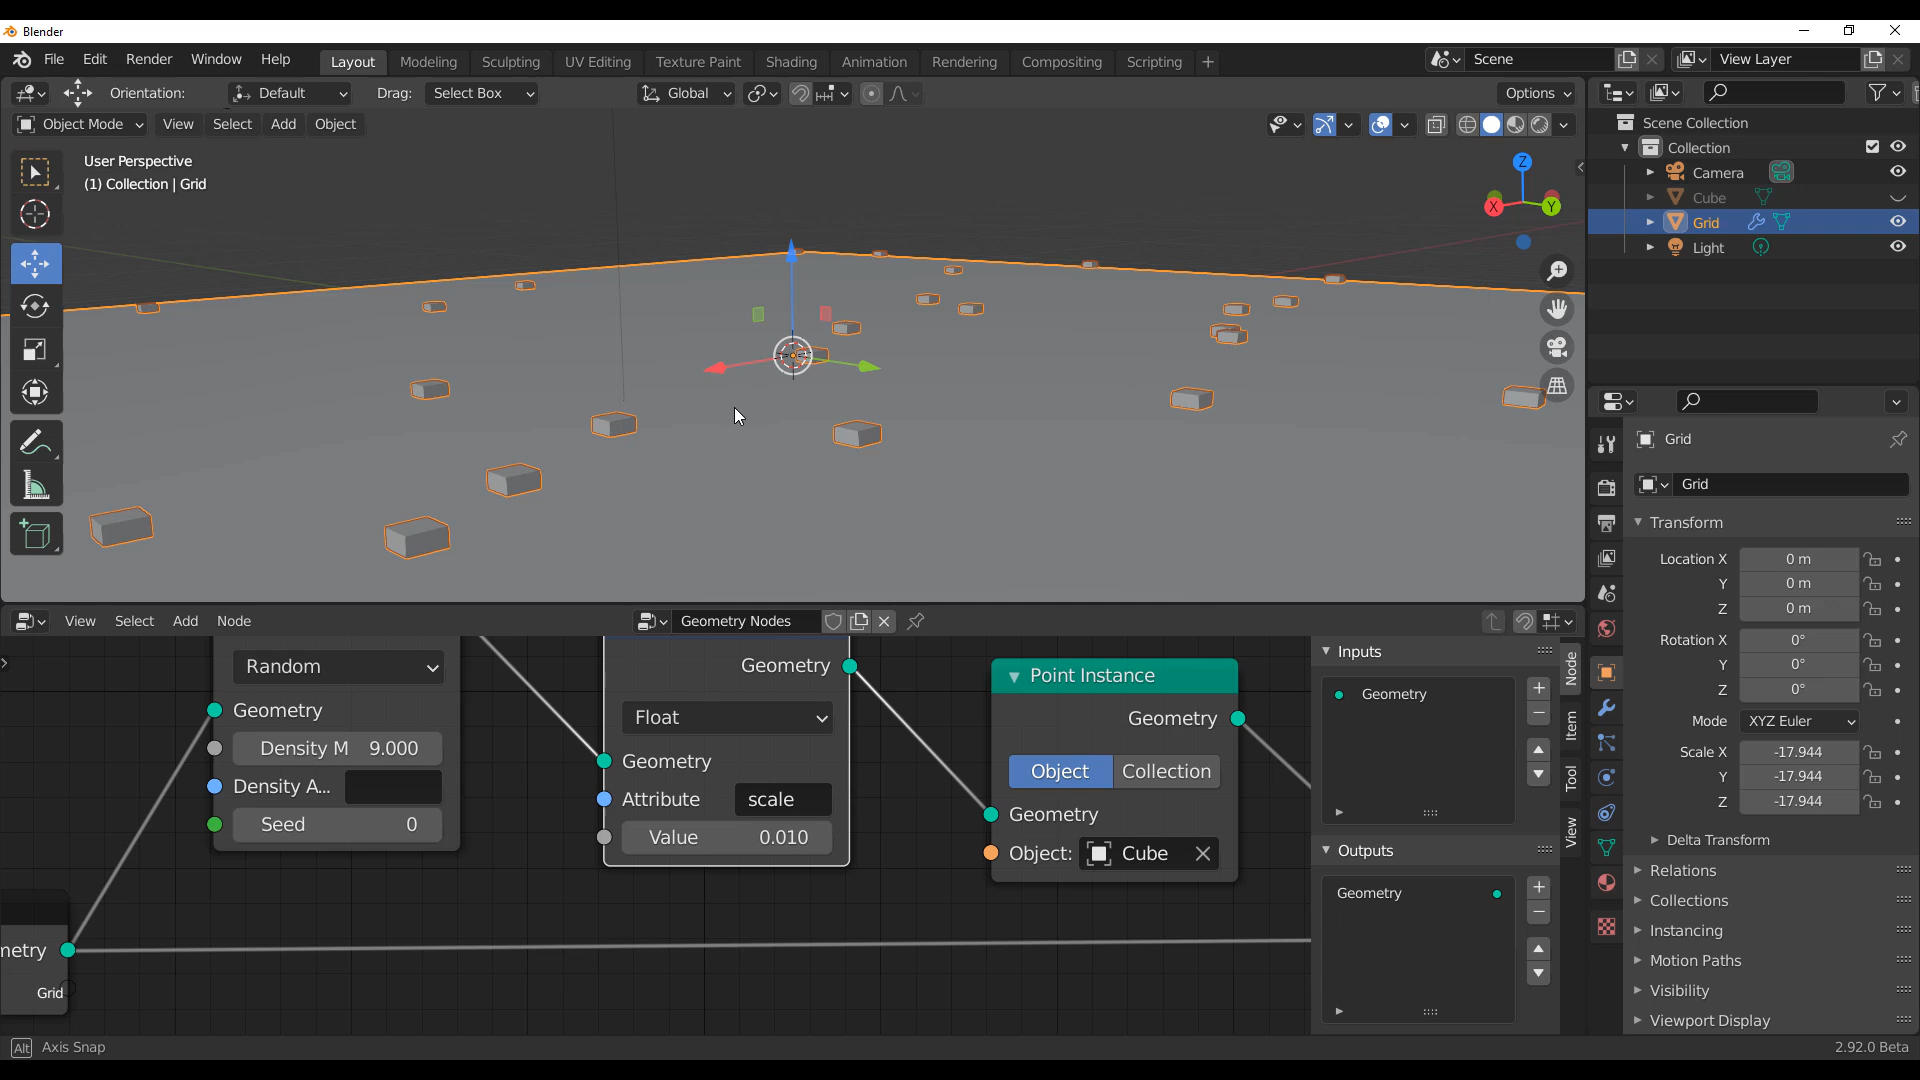 Blender
File Edit Render Window Help
Layout Modeling Sculpting UV Editing Texture Paint Shading Animation Rendering Compositing Scripting +
Scene
View Layer
Orientation: Default Drag: Select Box
Global
Options
Object Mode View Select Add Object
User Perspective
(1) Collection | Grid
Z
X
Y
Scene Collection
Collection
Camera
Cube
Grid
Light
Grid
Grid
Transform
Location X 0 m
Y 0 m
Z 0 m
Rotation X 0°
Y 0°
Z 0°
Mode XYZ Euler
Scale X -17.944
Y -17.944
Z -17.944
Delta Transform
Relations
Collections
Instancing
Motion Paths
Visibility
Viewport Display
View Select Add Node
Geometry Nodes
Random
Geometry
Density M 9.000
Density A...
Seed 0
metry
Grid
Geometry
Float
Geometry
Attribute scale
Value 0.010
Point Instance
Geometry
Object Collection
Geometry
Object: Cube
Inputs
Geometry
Outputs
Geometry
Node
Item
Tool
View
Alt Axis Snap
2.92.0 Beta